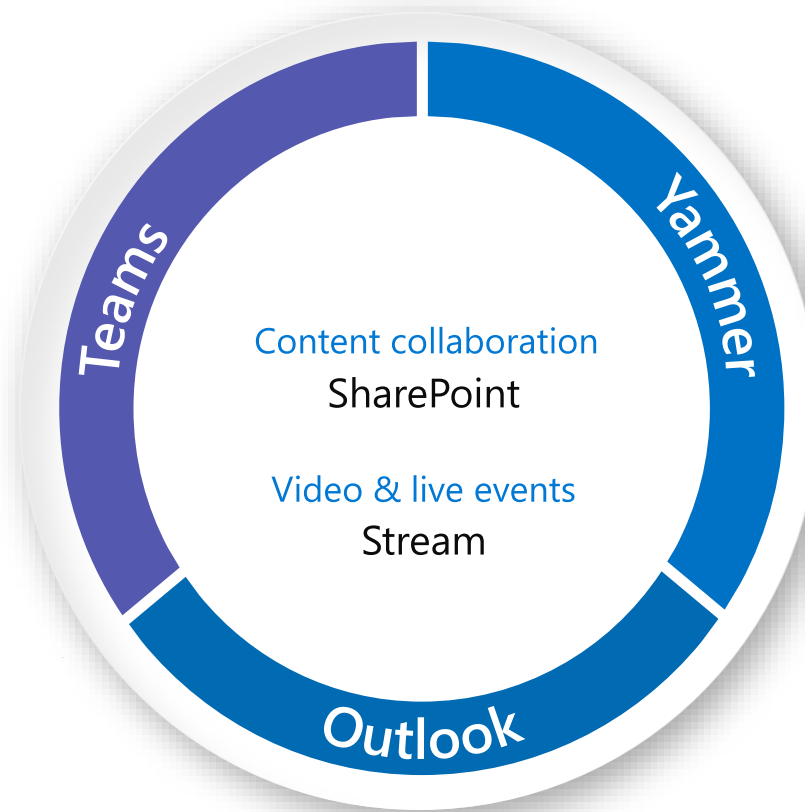 Teams
Yammer
Content collaboration
SharePoint
Video & live events
Stream
Outlook